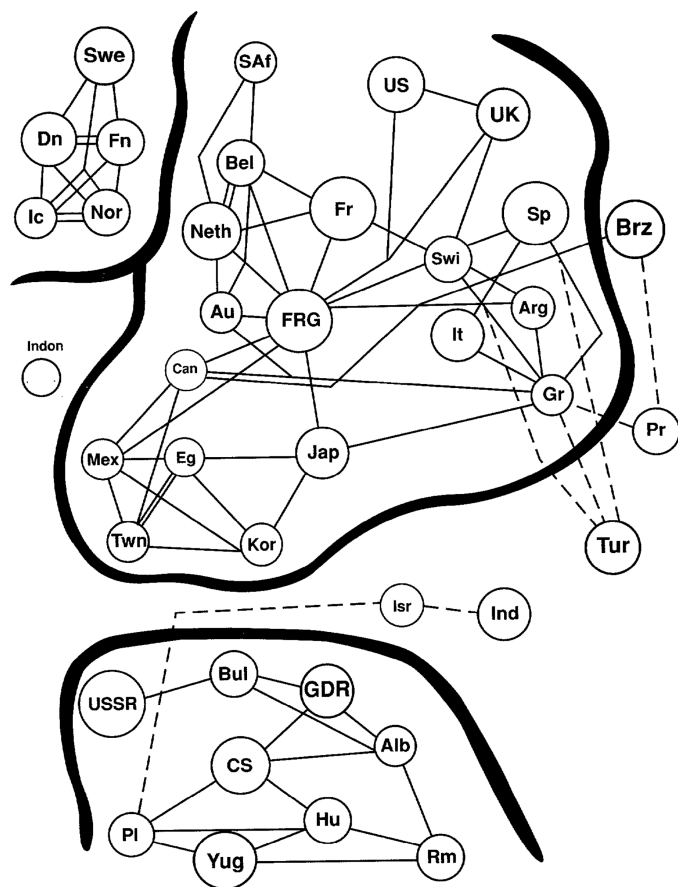 Swe
SAf
US
UK
Dn
Fn
Bel
Ic
Nor
Neth
Fr
Sp
Brz
Swi
Au
FRG
Arg
It
Indon
Can
Gr
Pr
Mex
Eg
Jap
Twn
Kor
Tur
Isr
Ind
USSR
Bul
GDR
Alb
CS
Pl
Hu
Yug
Rm